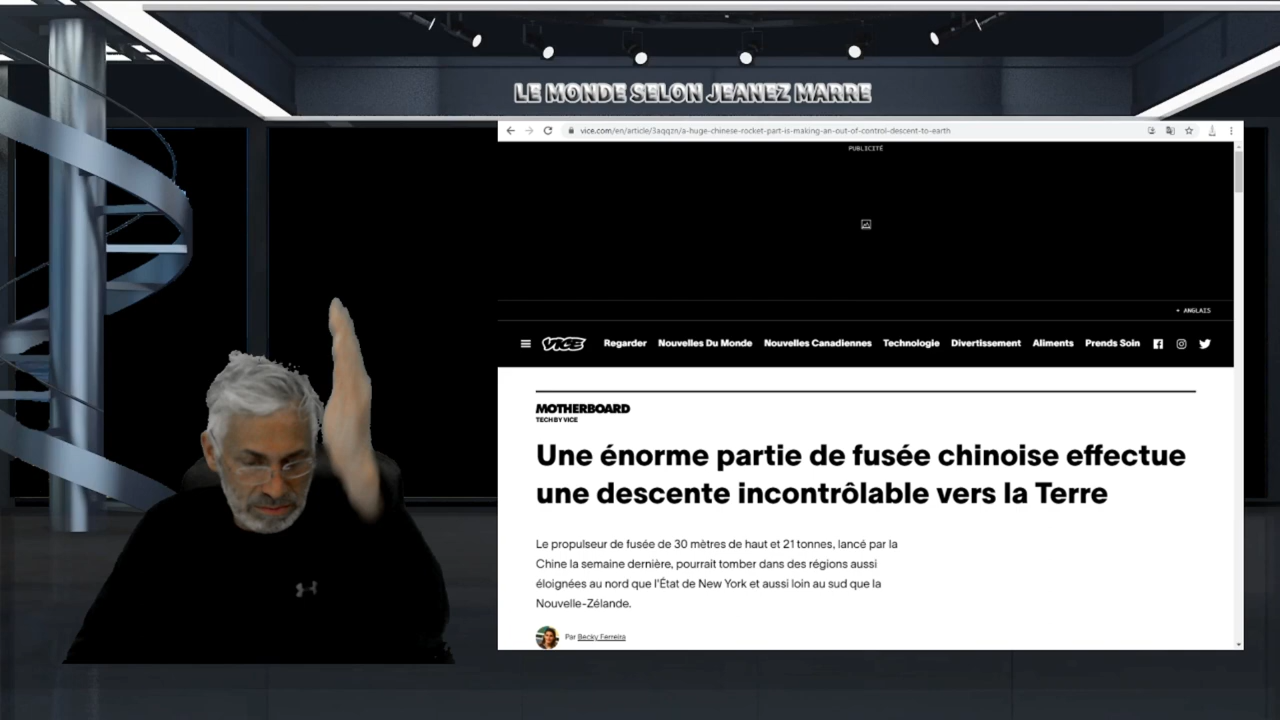 LE MONDE SELON JEANEZ MARRE
vice.com/en/article/3aqqzn/a-huge-chinese-rocket-part-is-making-an-out-of-control-descent-to-earth
PUBLICITÉ
+ ANGLAIS
VICE Regarder Nouvelles Du Monde Nouvelles Canadiennes Technologie Divertissement Aliments Prends Soin
MOTHERBOARD
TECH BY VICE
Une énorme partie de fusée chinoise effectue
une descente incontrôlable vers la Terre
Le propulseur de fusée de 30 mètres de haut et 21 tonnes, lancé par la
Chine la semaine dernière, pourrait tomber dans des régions aussi
éloignées au nord que l'État de New York et aussi loin au sud que la
Nouvelle-Zélande.
Par Becky Ferreira